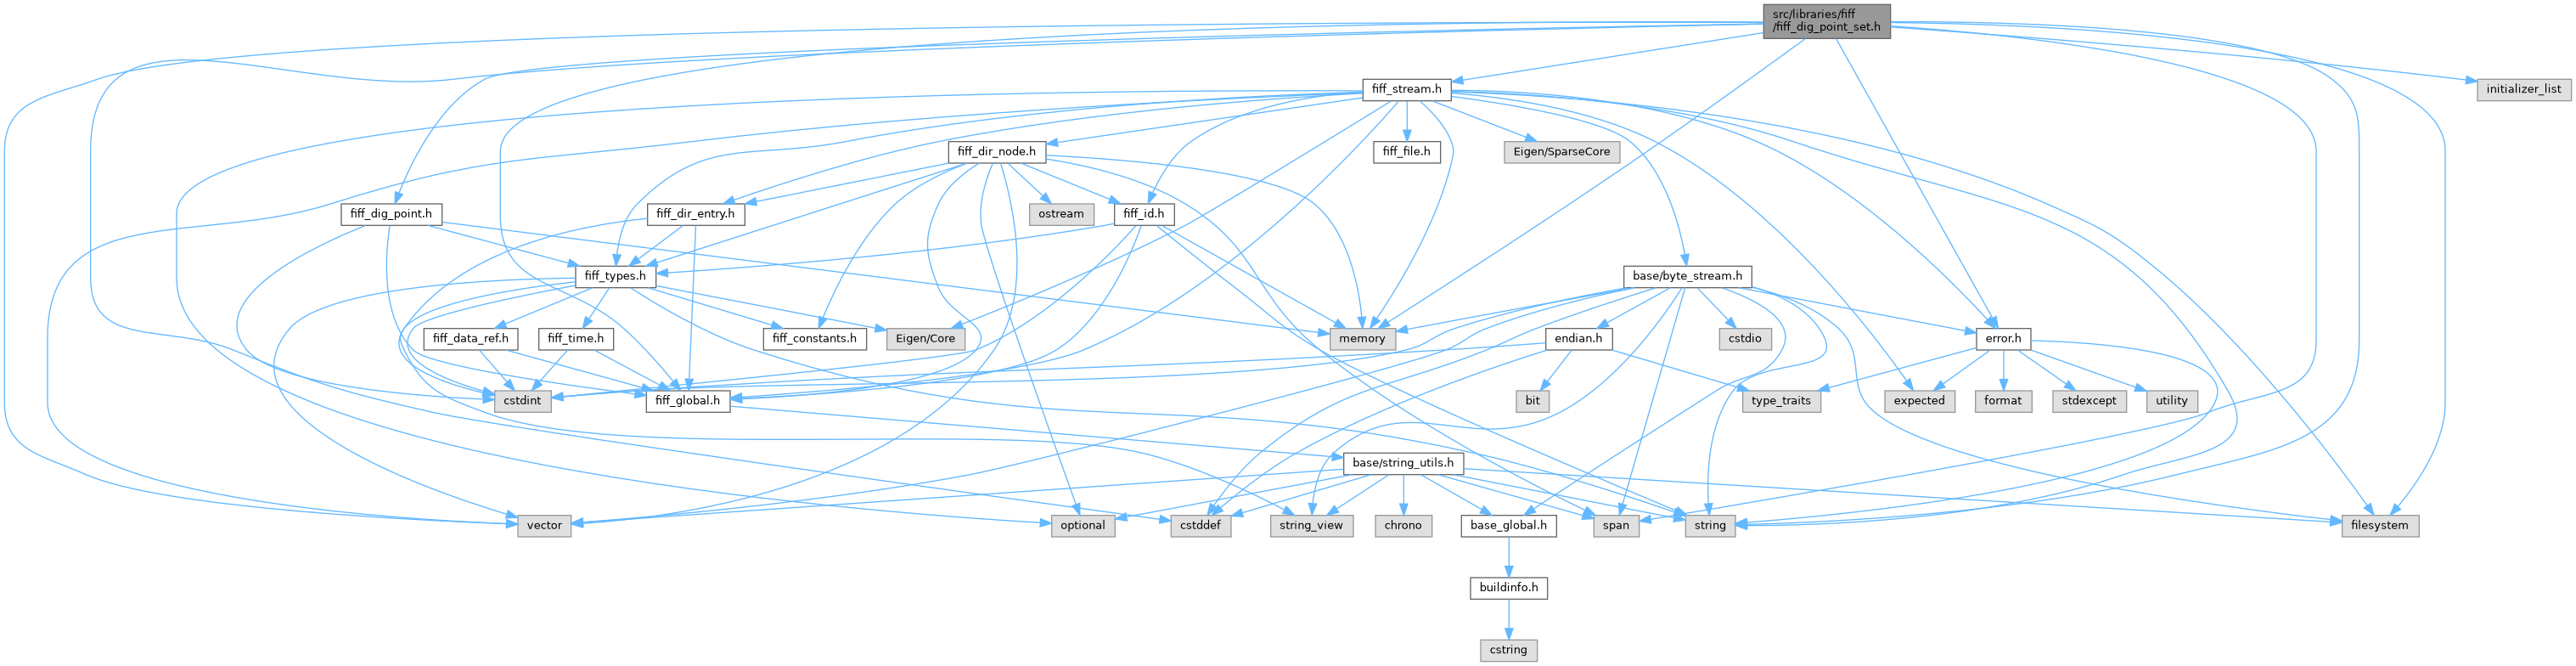 src/libraries/fiff
/fiff_dig_point_set.h
fiff_stream.h
initializer_list
fiff_dir_node.h
fiff_file.h
Eigen/SparseCore
fiff_dig_point.h
fiff_dir_entry.h
ostream
fiff_id.h
fiff_types.h
base/byte_stream.h
fiff_data_ref.h
fiff_time.h
fiff_constants.h
Eigen/Core
memory
endian.h
cstdio
error.h
cstdint
fiff_global.h
bit
type_traits
expected
format
stdexcept
utility
base/string_utils.h
vector
optional
cstddef
string_view
chrono
base_global.h
span
string
filesystem
buildinfo.h
cstring